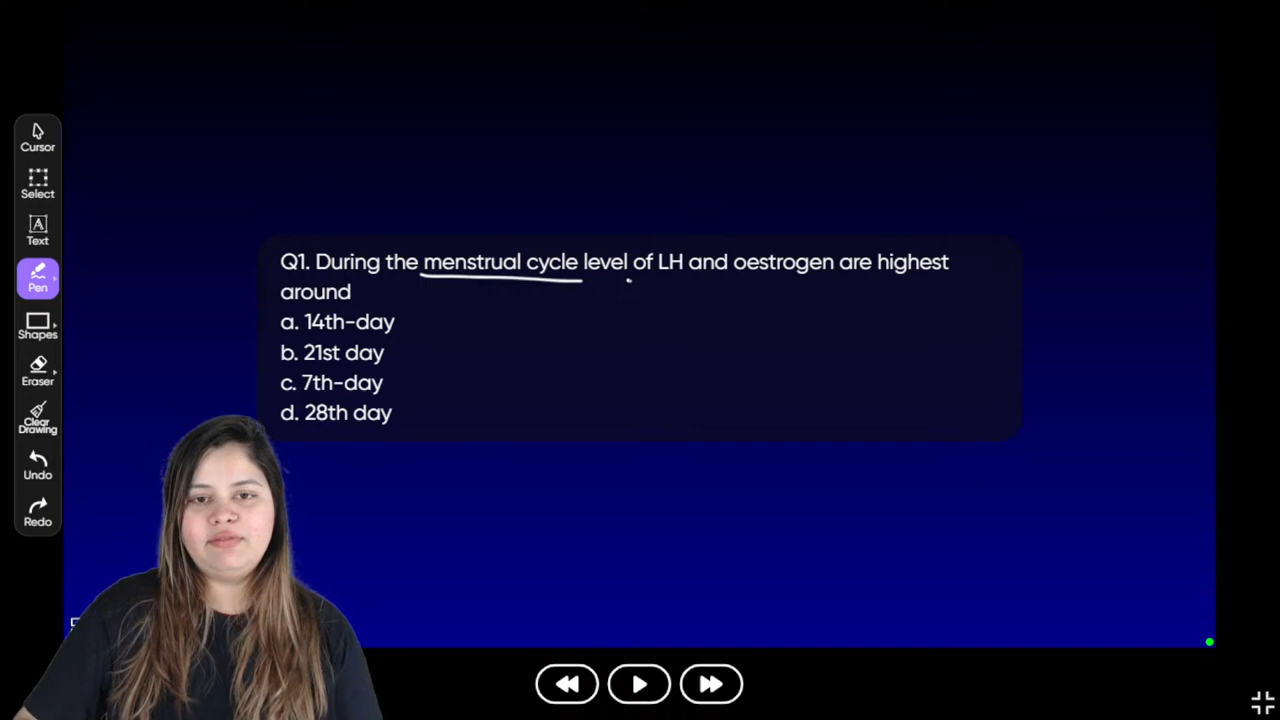 Cursor
Select
Text
Pen
Shapes
Eraser
Clear
Drawing
Undo
Redo
Q1. During the menstrual cycle level of LH and oestrogen are highest
around
a. 14th-day
b. 21st day
c. 7th-day
d. 28th day